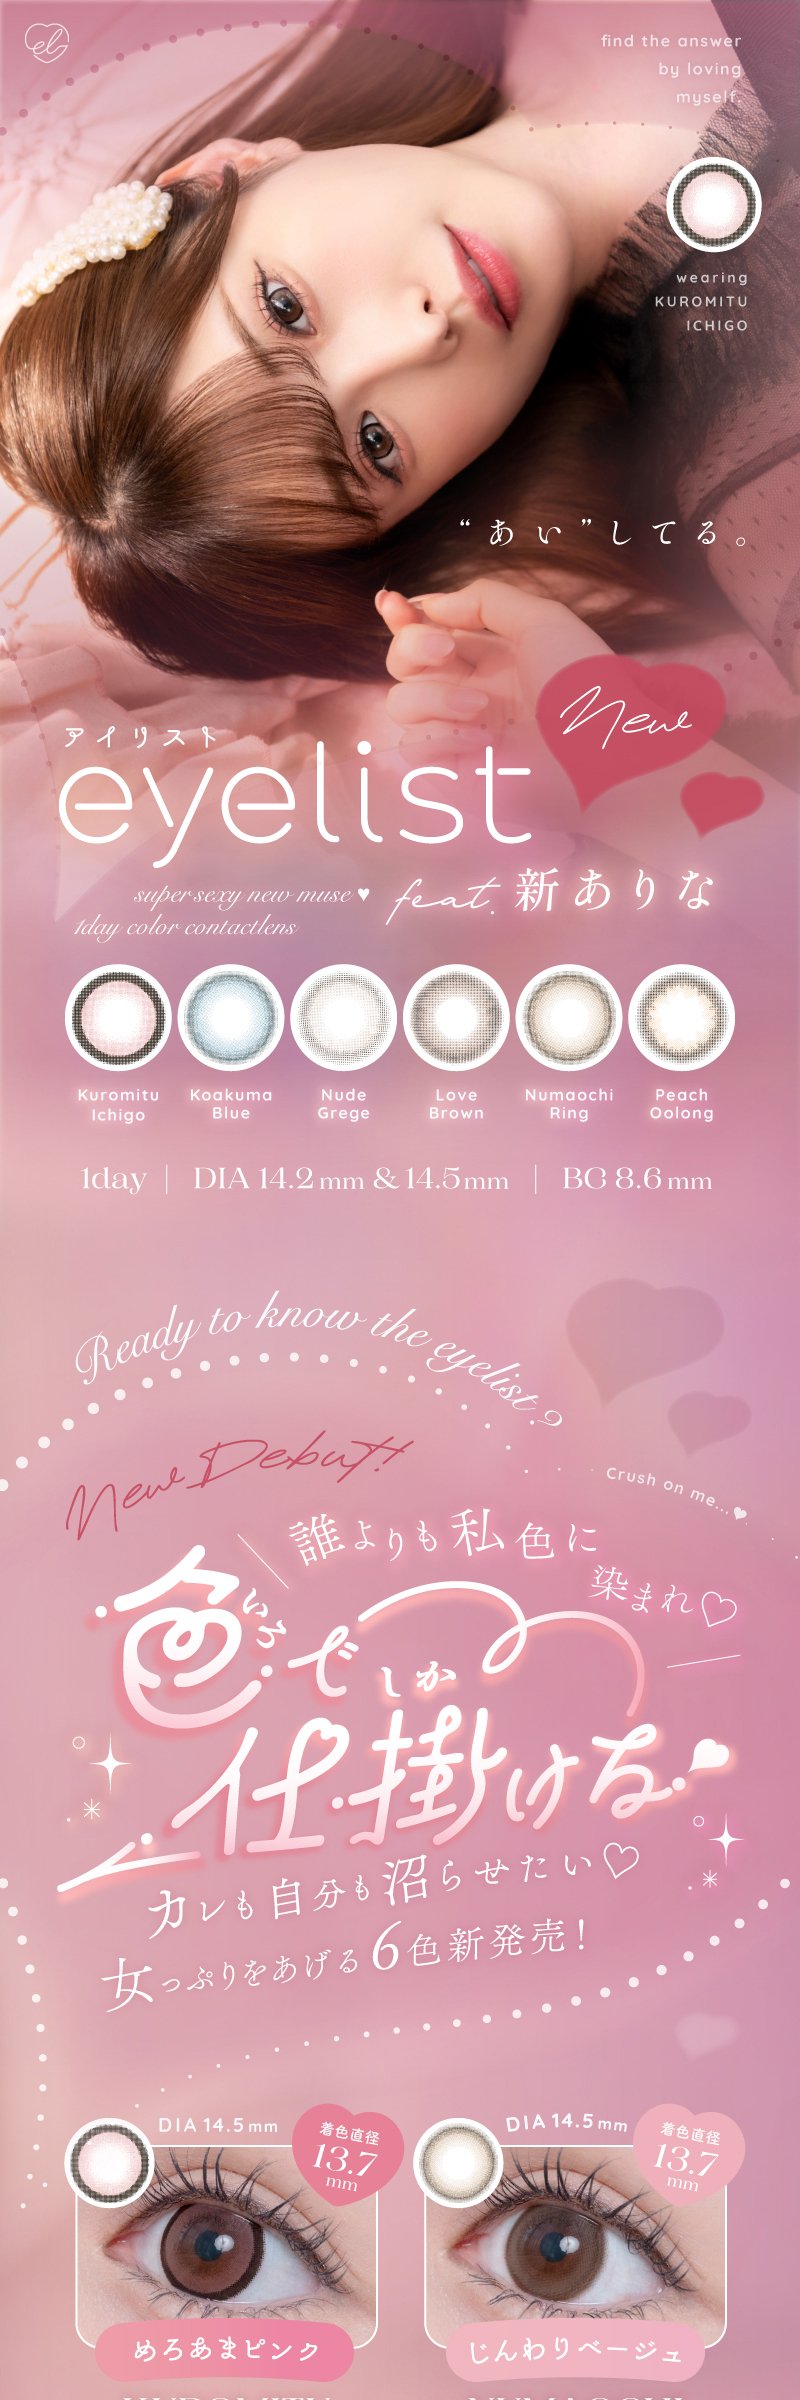 el
find the answer
by loving
myself.
wearing
KUROMITU
ICHIGO
“あい”してる。
New
アイリスト
eyelist
super sexy new muse ♥
1day color contactlens
feat. 新ありな
Kuromitu Ichigo
Koakuma Blue
Nude Grege
Love Brown
Numaochi Ring
Peach Oolong
1day | DIA 14.2mm & 14.5mm | BC 8.6mm
Ready to know the eyelist?
New Debut!!
Crush on me...♥
誰よりも私色に
染まれ♡
色いろでしか
仕掛ける
カレも自分も沼らせたい♡
女っぷりをあげる6色新発売!
DIA 14.5mm
着色直径
13.7
mm
めろあまピンク
DIA 14.5mm
着色直径
13.7
mm
じんわりベージュ